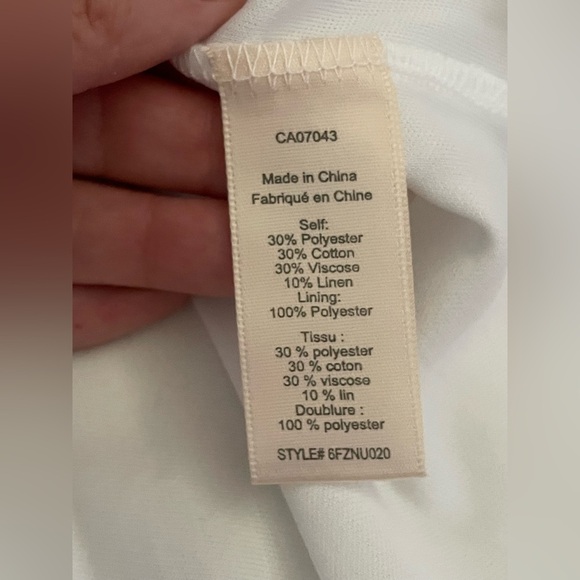 CA07043
Made in China
Fabriqué en Chine
Self:
30% Polyester
30% Cotton
30% Viscose
10% Linen
Lining:
100% Polyester
Tissu :
30 % polyester
30 % coton
30 % viscose
10 % lin
Doublure :
100 % polyester
STYLE# 6FZNU020